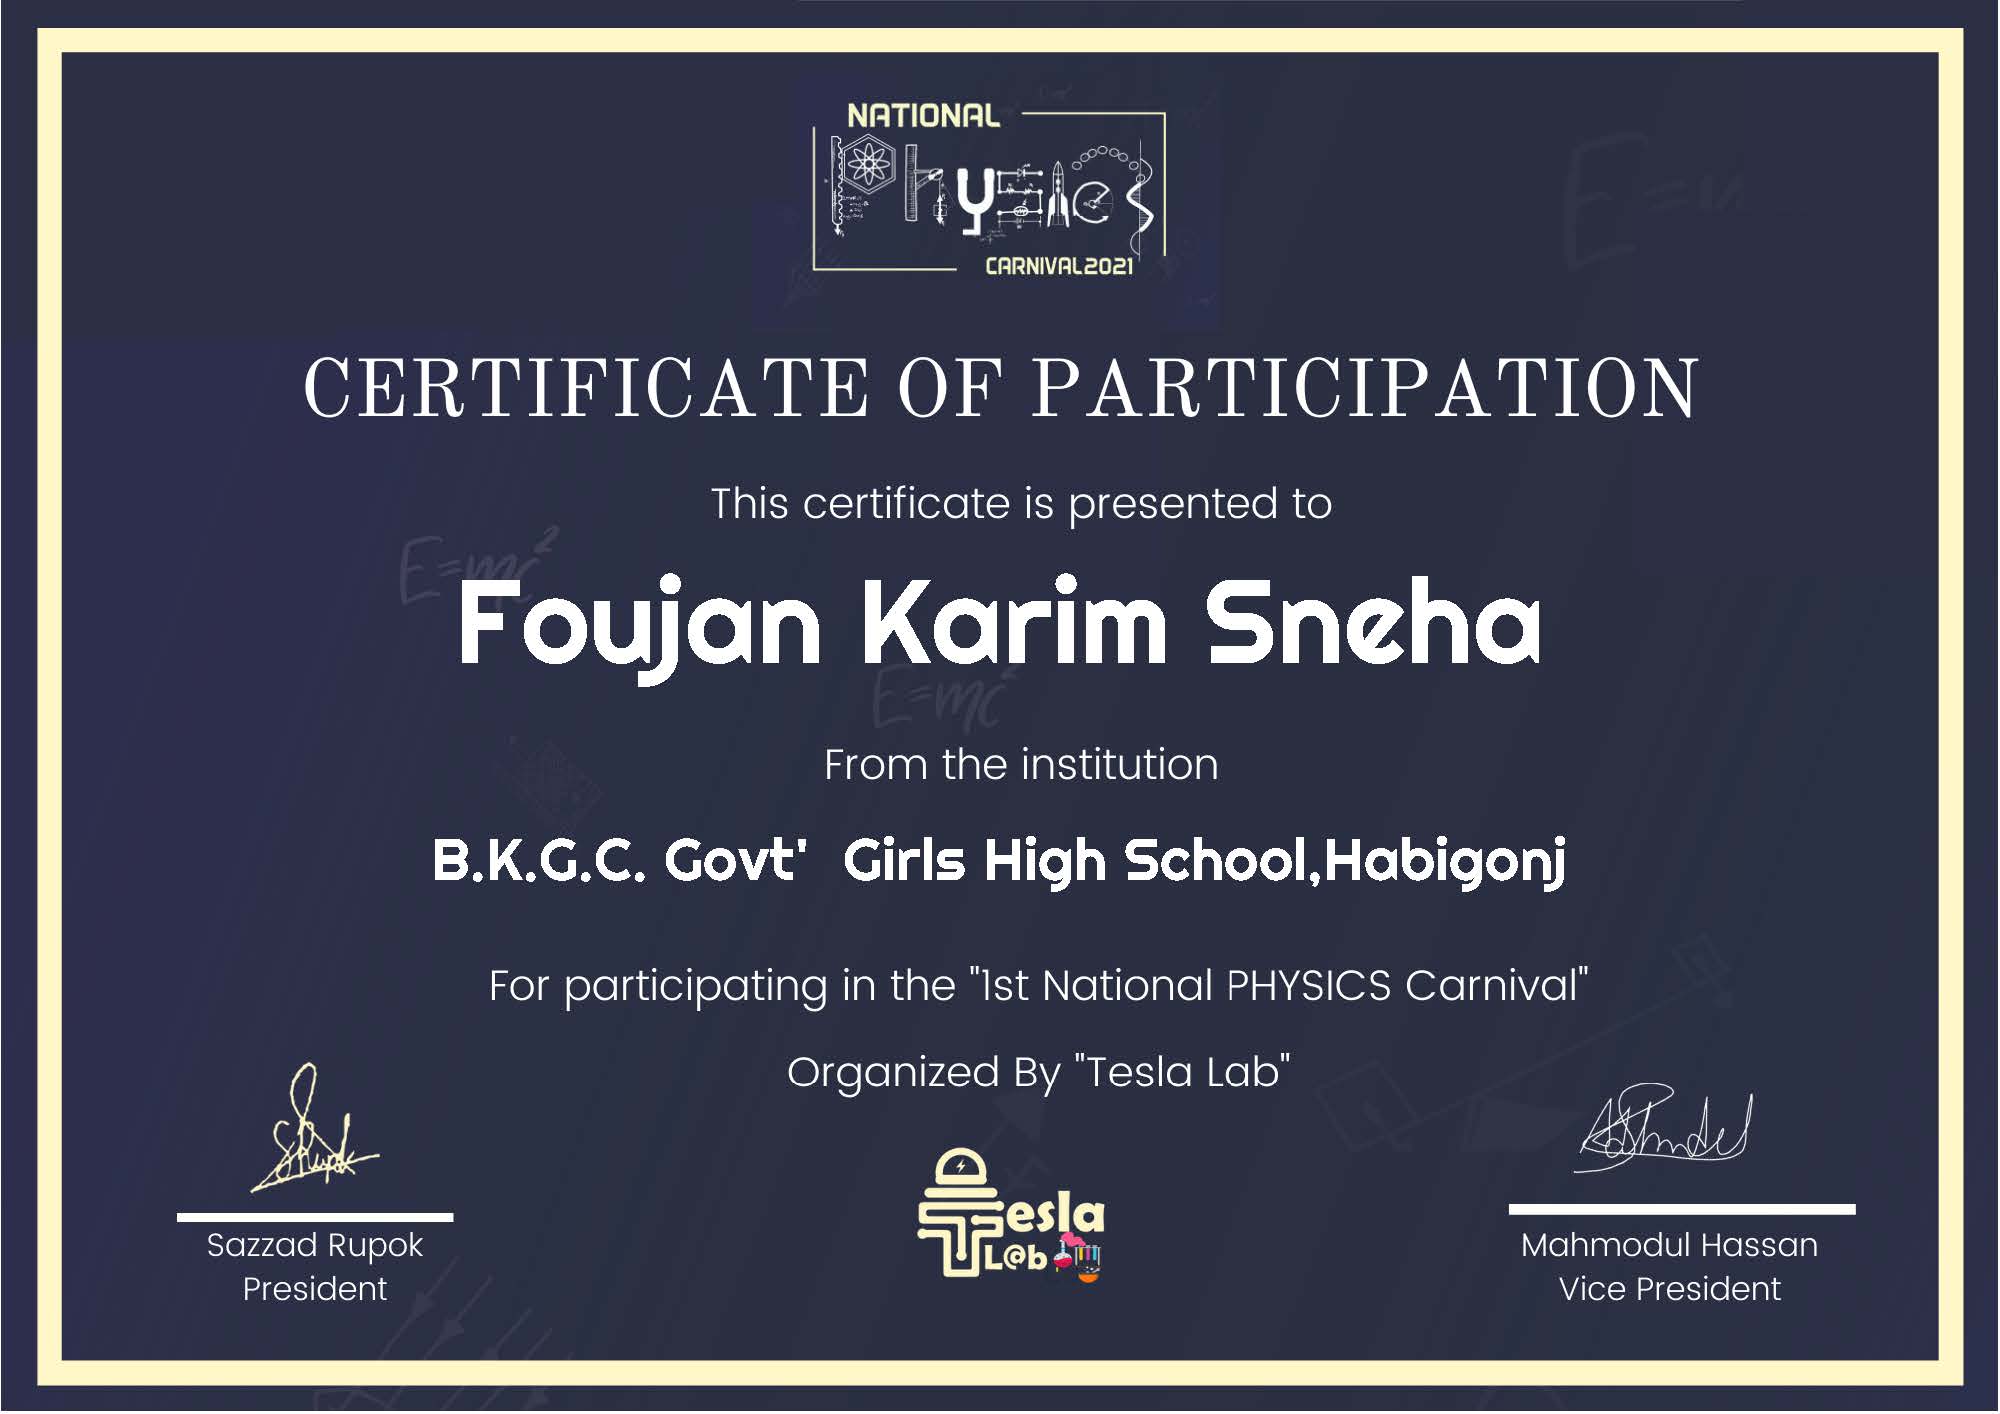 NATIONAL
Physics
CARNIVAL2021
CERTIFICATE OF PARTICIPATION
This certificate is presented to
E=mc²
Foujan Karim Sneha
E=mc²
From the institution
B.K.G.C. Govt'  Girls High School,Habigonj
For participating in the "1st National PHYSICS Carnival"
Organized By "Tesla Lab"
Tesla
L@b
Sazzad Rupok
President
Mahmodul Hassan
Vice President